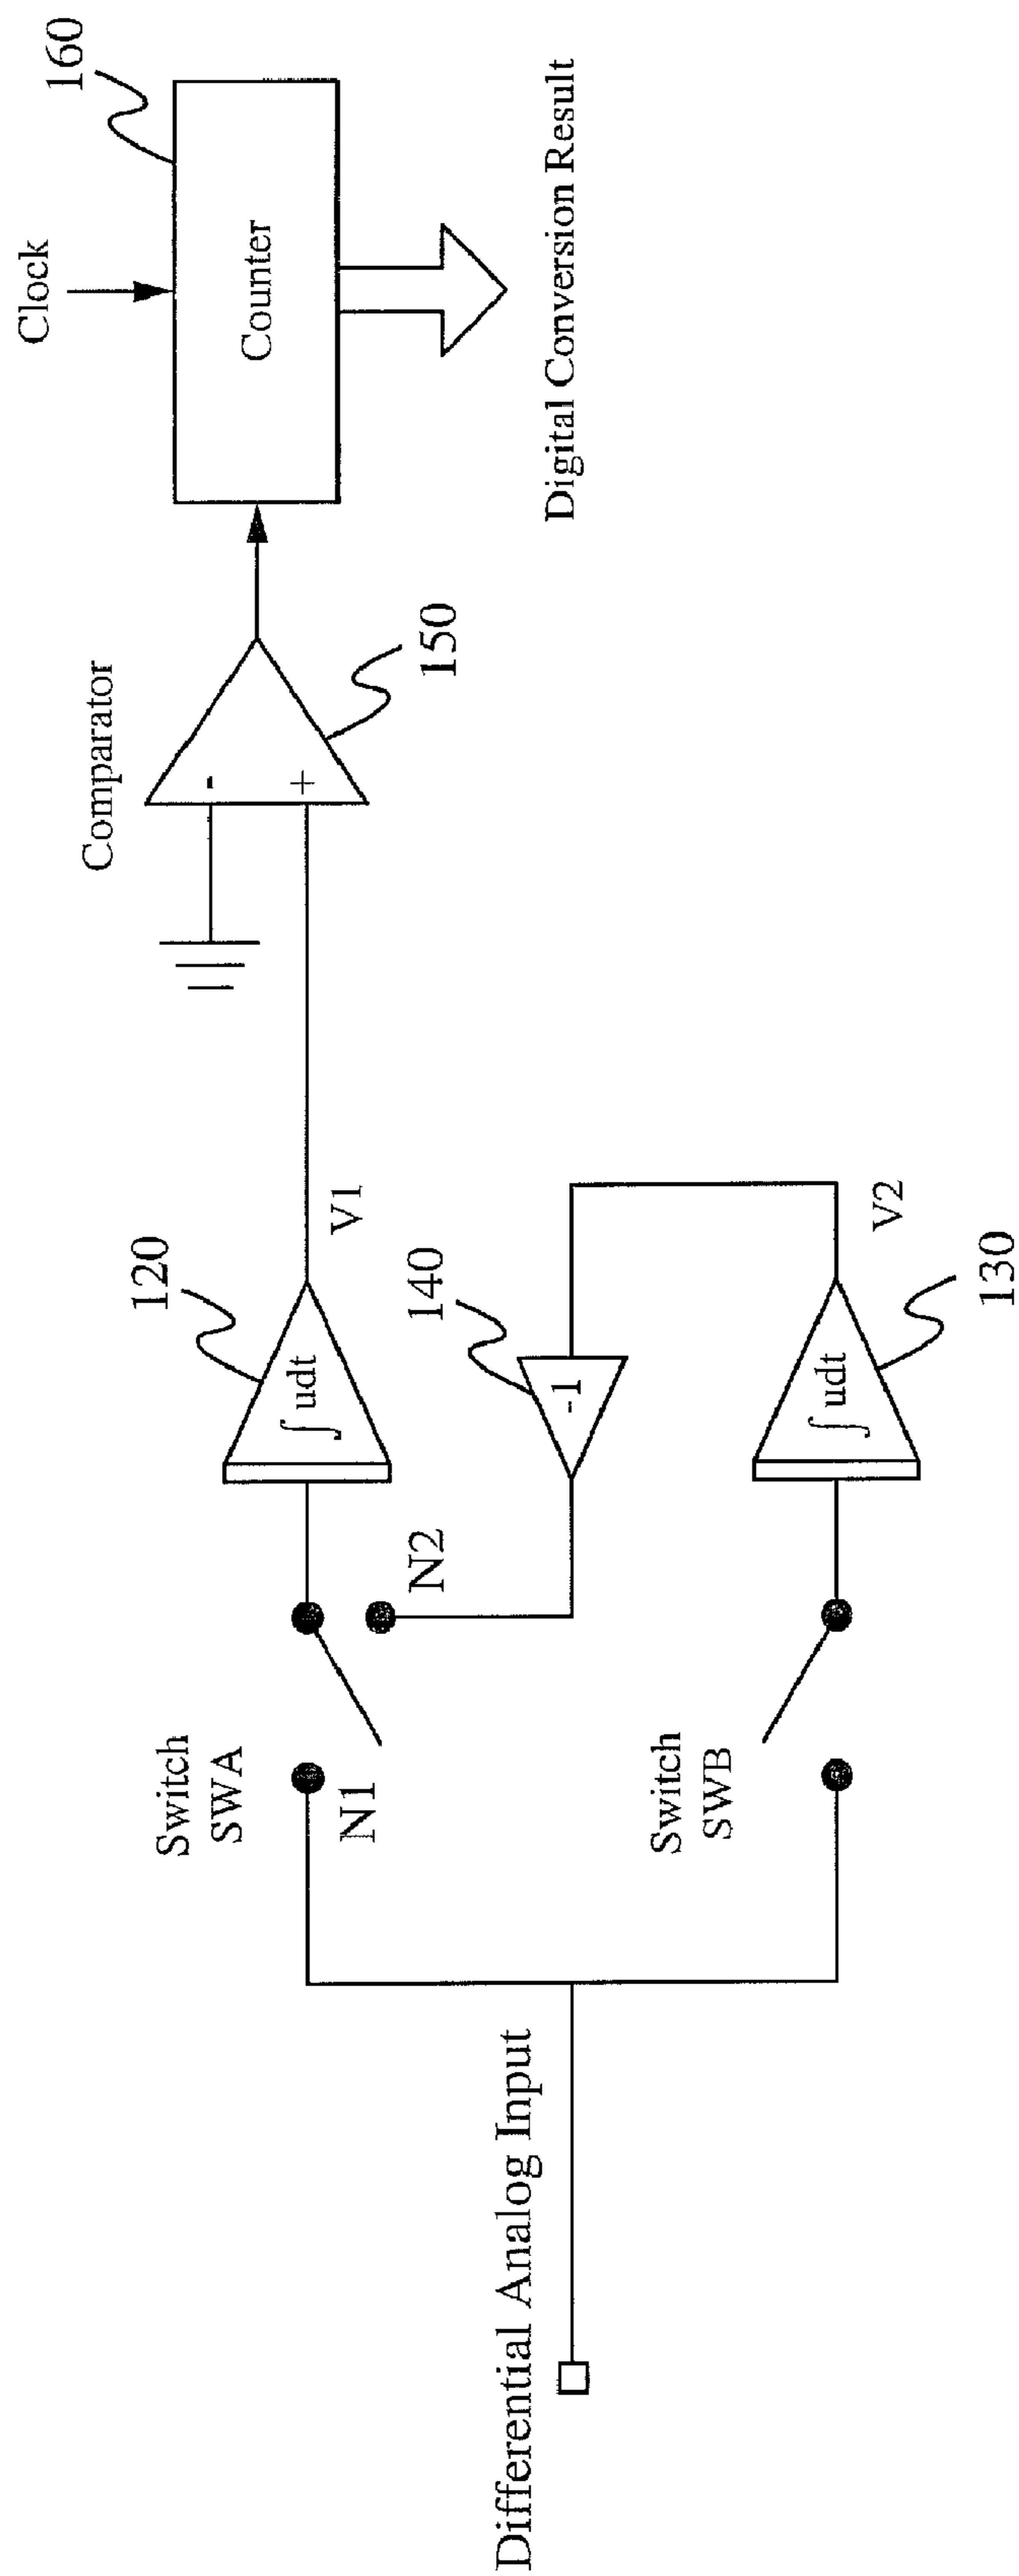 Differential Analog Input
Switch
SWA
N1
N2
Switch
SWB
120
∫ udt
V1
140
-1
∫ udt
V2
130
Comparator
-
+
150
Clock
160
Counter
Digital Conversion Result